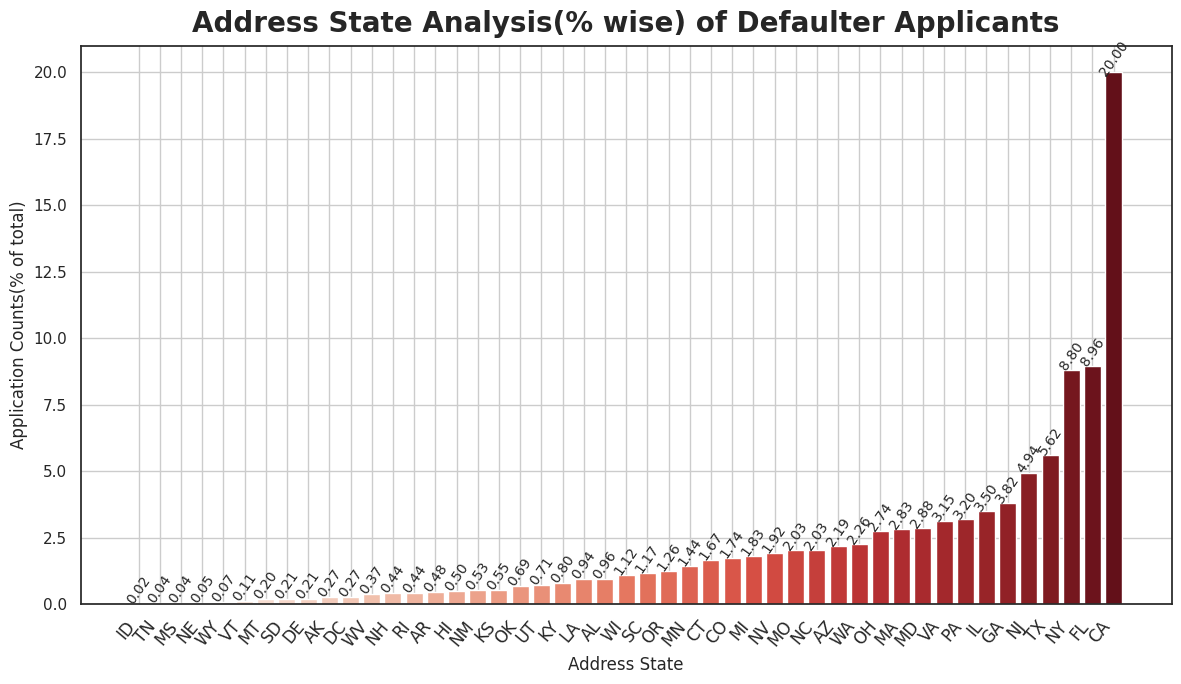 Address State Analysis(% wise) of Defaulter Applicants
Application Counts(% of total)
20.0
17.5
15.0
12.5
10.0
7.5
5.0
2.5
0.0
0.02
0.04
0.04
0.05
0.07
0.11
0.20
0.21
0.21
0.27
0.27
0.37
0.44
0.44
0.48
0.50
0.53
0.55
0.69
0.71
0.80
0.94
0.96
1.12
1.17
1.26
1.44
1.67
1.74
1.83
1.92
2.03
2.03
2.19
2.26
2.74
2.83
2.88
3.15
3.20
3.50
3.82
4.94
5.62
8.80
8.96
20.00
ID
TN
MS
NE
WY
VT
MT
SD
DE
AK
DC
WV
NH
RI
AR
HI
NM
KS
OK
UT
KY
LA
AL
WI
SC
OR
MN
CT
CO
MI
NV
MO
NC
AZ
WA
OH
MA
MD
VA
PA
IL
GA
NJ
TX
NY
FL
CA
Address State